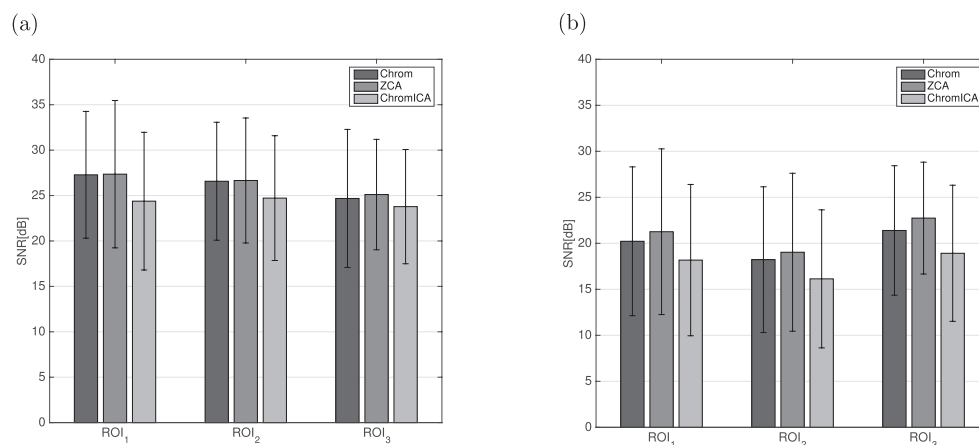 (a)
40
35
30
25
20
15
10
5
0
SNR[dB]
Chrom
ZCA
ChromICA
ROI1
ROI2
ROI3
(b)
40
35
30
25
20
15
10
5
0
SNR[dB]
Chrom
ZCA
ChromICA
ROI1
ROI2
ROI3